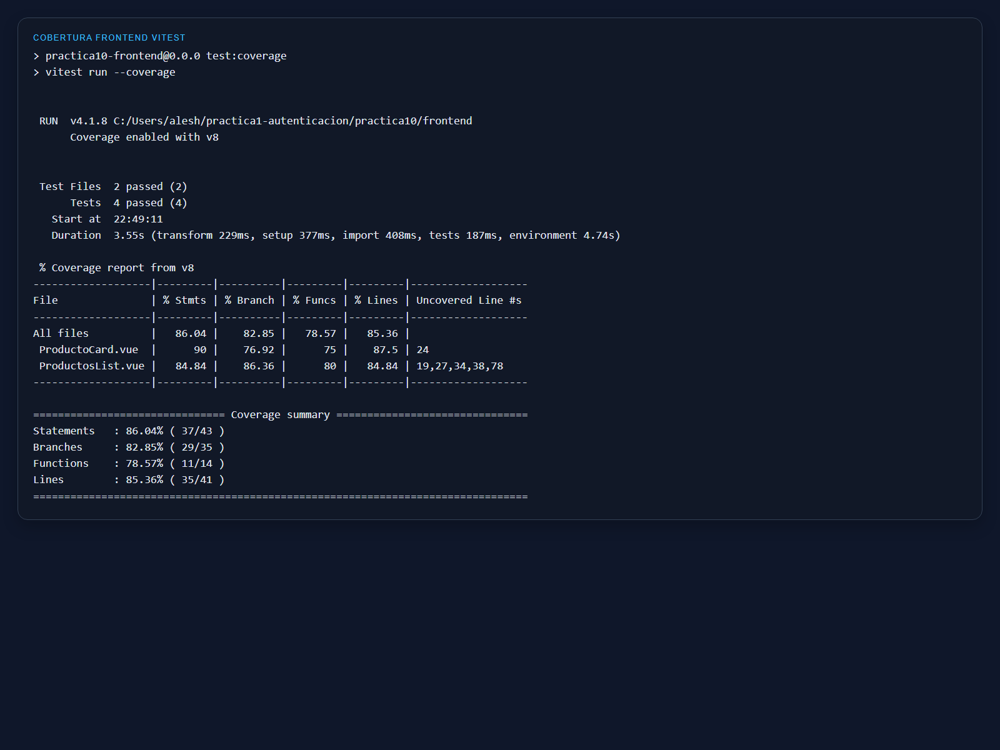 COBERTURA FRONTEND VITEST
> practica10-frontend@0.0.0 test:coverage
> vitest run --coverage
 RUN  v4.1.8 C:/Users/alesh/practica1-autenticacion/practica10/frontend
      Coverage enabled with v8
 Test Files  2 passed (2)
      Tests  4 passed (4)
   Start at  22:49:11
   Duration  3.55s (transform 229ms, setup 377ms, import 408ms, tests 187ms, environment 4.74s)
 % Coverage report from v8
-------------------|---------|----------|---------|---------|-------------------
File               | % Stmts | % Branch | % Funcs | % Lines | Uncovered Line #s
-------------------|---------|----------|---------|---------|-------------------
All files          |   86.04 |    82.85 |   78.57 |   85.36 |
 ProductoCard.vue  |      90 |    76.92 |      75 |    87.5 | 24
 ProductosList.vue |   84.84 |    86.36 |      80 |   84.84 | 19,27,34,38,78
-------------------|---------|----------|---------|---------|-------------------
=============================== Coverage summary ===============================
Statements   : 86.04% ( 37/43 )
Branches     : 82.85% ( 29/35 )
Functions    : 78.57% ( 11/14 )
Lines        : 85.36% ( 35/41 )
================================================================================